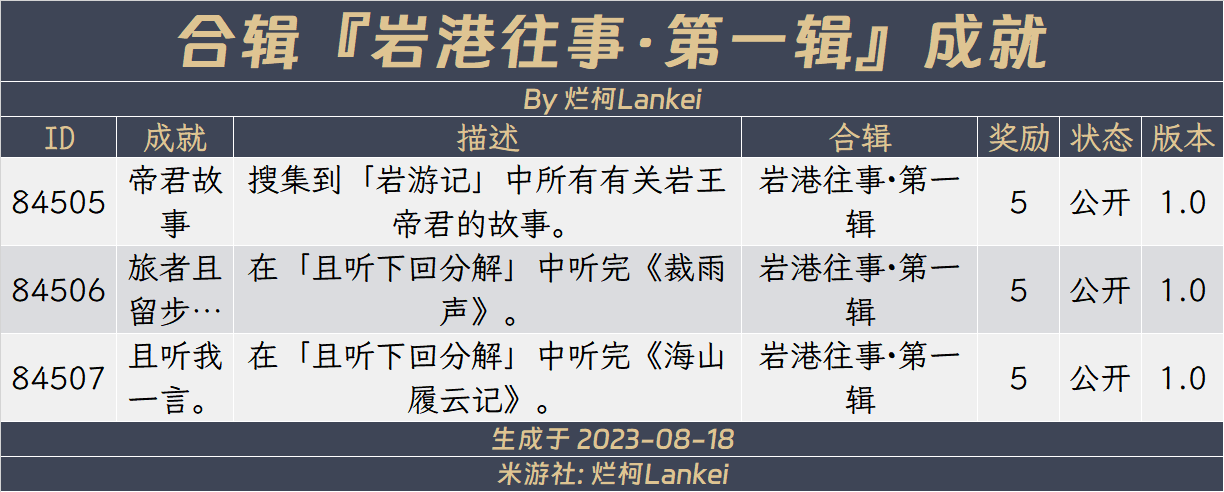 合辑『岩港往事·第一辑』成就
By 烂柯Lankei
ID 成就 描述 合辑 奖励 状态 版本
84505 帝君故事 搜集到「岩游记」中所有有关岩王帝君的故事。 岩港往事·第一辑 5 公开 1.0
84506 旅者且留步… 在「且听下回分解」中听完《裁雨声》。 岩港往事·第一辑 5 公开 1.0
84507 且听我一言。 在「且听下回分解」中听完《海山履云记》。 岩港往事·第一辑 5 公开 1.0
生成于 2023-08-18
米游社: 烂柯Lankei